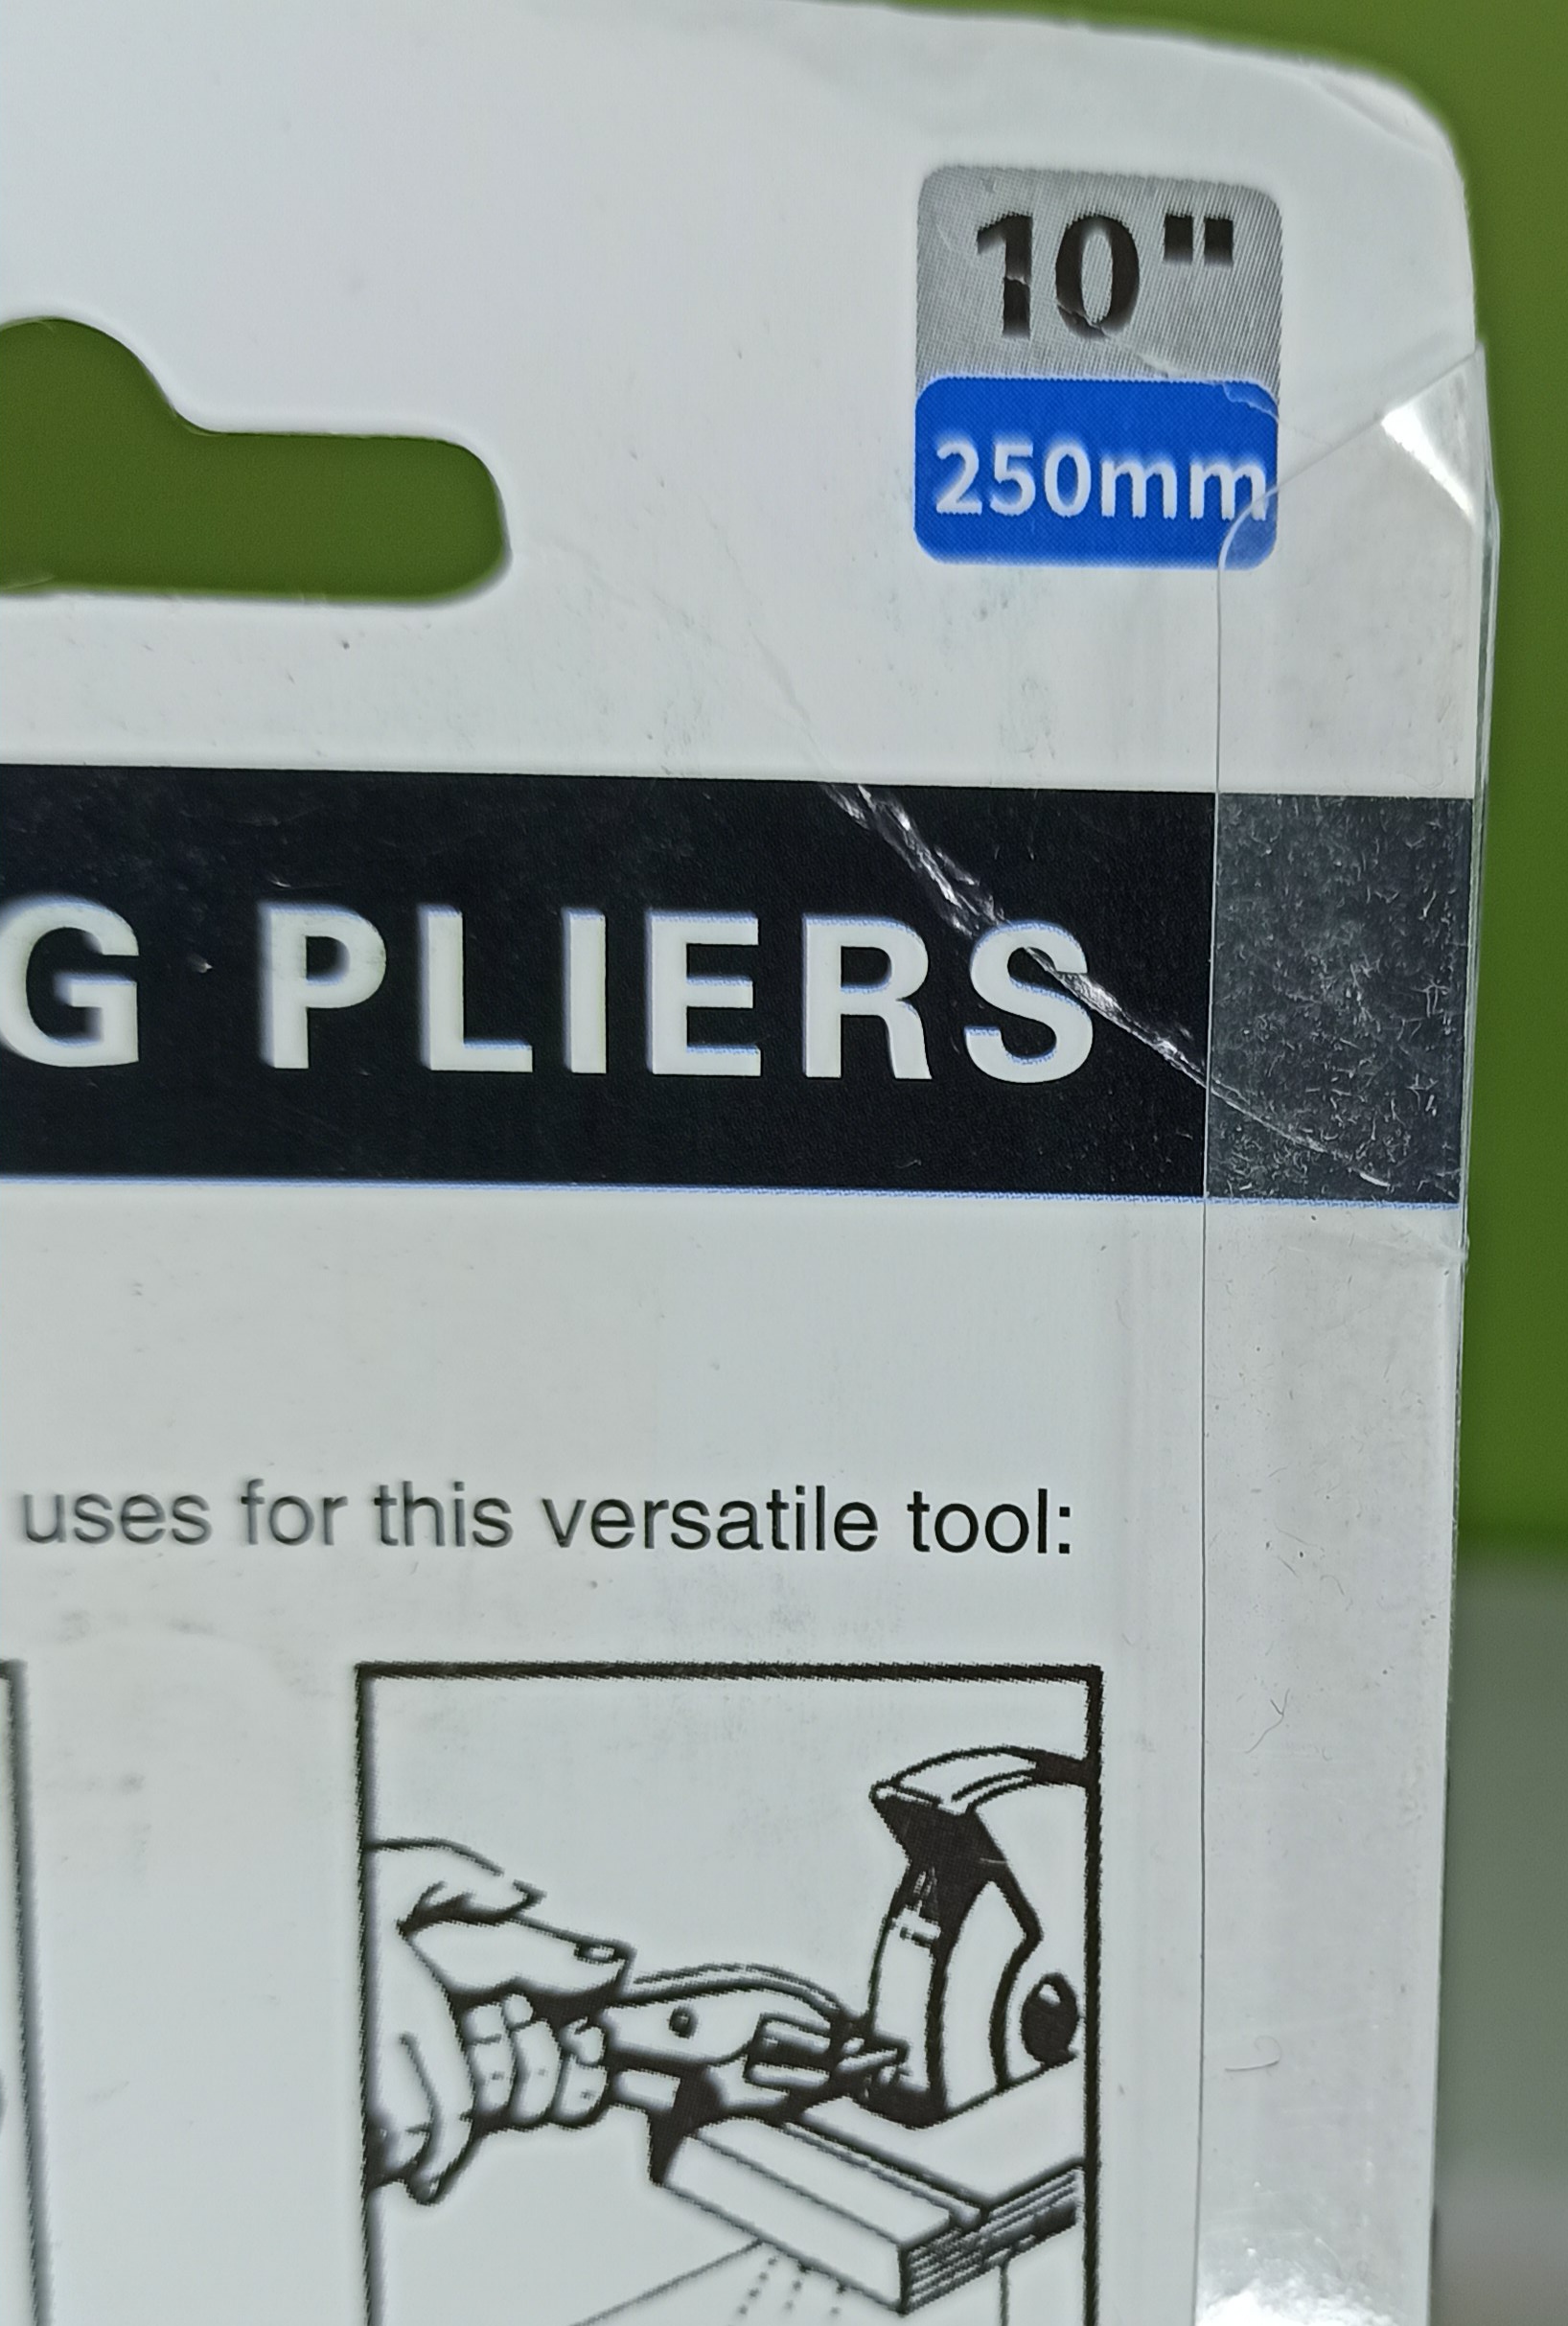 10"
250mm
G PLIERS
uses for this versatile tool: